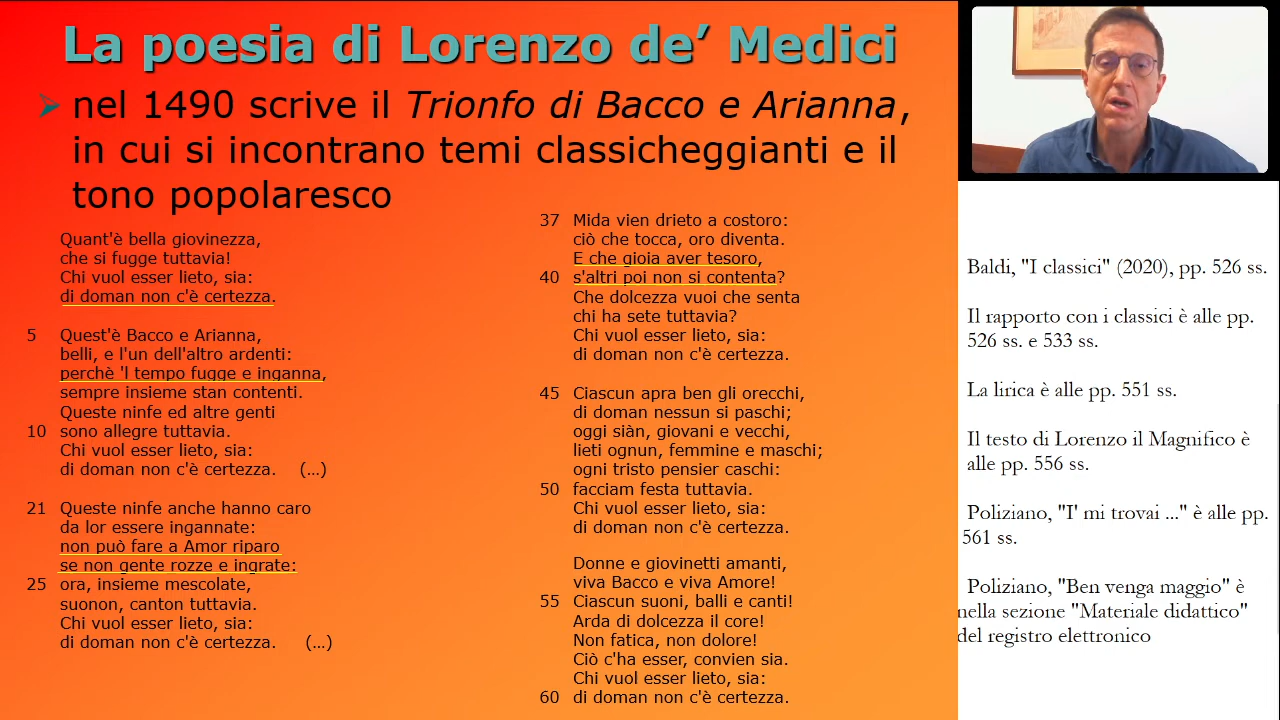 La poesia di Lorenzo de’ Medici
nel 1490 scrive il Trionfo di Bacco e Arianna,
in cui si incontrano temi classicheggianti e il
tono popolaresco
Quant'è bella giovinezza,
che si fugge tuttavia!
Chi vuol esser lieto, sia:
di doman non c'è certezza.
5 Quest'è Bacco e Arianna,
belli, e l'un dell'altro ardenti:
perchè 'l tempo fugge e inganna,
sempre insieme stan contenti.
Queste ninfe ed altre genti
10 sono allegre tuttavia.
Chi vuol esser lieto, sia:
di doman non c'è certezza. (…)
21 Queste ninfe anche hanno caro
da lor essere ingannate:
non può fare a Amor riparo
se non gente rozze e ingrate:
25 ora, insieme mescolate,
suonon, canton tuttavia.
Chi vuol esser lieto, sia:
di doman non c'è certezza. (…)
37 Mida vien drieto a costoro:
ciò che tocca, oro diventa.
E che gioia aver tesoro,
40 s'altri poi non si contenta?
Che dolcezza vuoi che senta
chi ha sete tuttavia?
Chi vuol esser lieto, sia:
di doman non c'è certezza.
45 Ciascun apra ben gli orecchi,
di doman nessun si paschi;
oggi siàn, giovani e vecchi,
lieti ognun, femmine e maschi;
ogni tristo pensier caschi:
50 facciam festa tuttavia.
Chi vuol esser lieto, sia:
di doman non c'è certezza.
Donne e giovinetti amanti,
viva Bacco e viva Amore!
55 Ciascun suoni, balli e canti!
Arda di dolcezza il core!
Non fatica, non dolore!
Ciò c'ha esser, convien sia.
Chi vuol esser lieto, sia:
60 di doman non c'è certezza.
Baldi, "I classici" (2020), pp. 526 ss.
Il rapporto con i classici è alle pp.
526 ss. e 533 ss.
La lirica è alle pp. 551 ss.
Il testo di Lorenzo il Magnifico è
alle pp. 556 ss.
Poliziano, "I' mi trovai ..." è alle pp.
561 ss.
Poliziano, "Ben venga maggio" è
nella sezione "Materiale didattico"
del registro elettronico